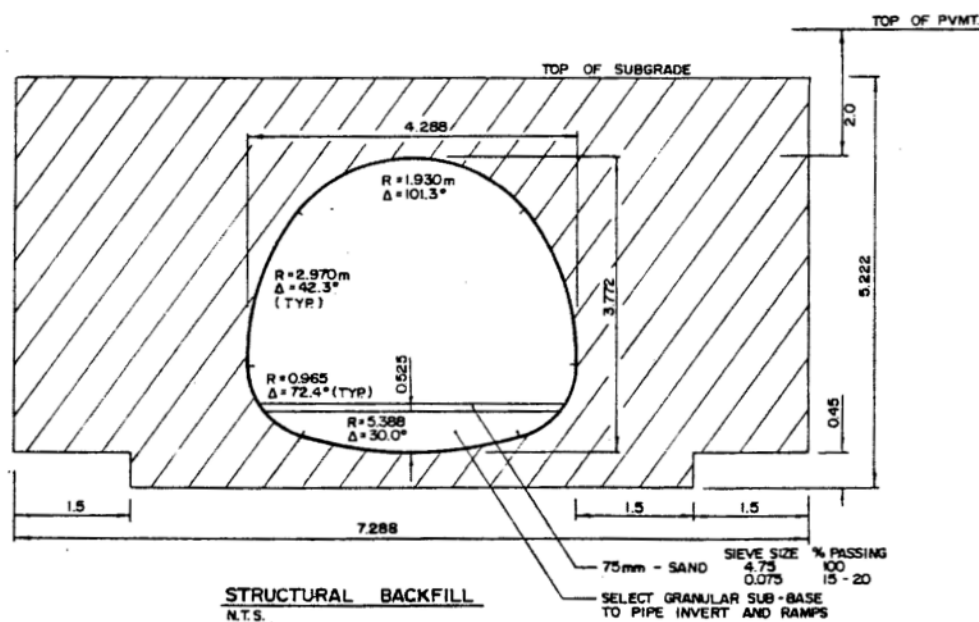 TOP OF PVMT.
TOP OF SUBGRADE
4.288
2.0
R=1.930m
Δ=101.3°
R=2.970m
Δ=42.3°
(TYP.)
3.772
5.222
R=0.965
Δ=72.4° (TYP.)
0.525
R=5.388
Δ=30.0°
0.45
1.5
1.5
1.5
7.288
SIEVE SIZE % PASSING
75mm - SAND 4.75 100
0.075 15 - 20
SELECT GRANULAR SUB-BASE
TO PIPE INVERT AND RAMPS
STRUCTURAL BACKFILL
N.T.S.